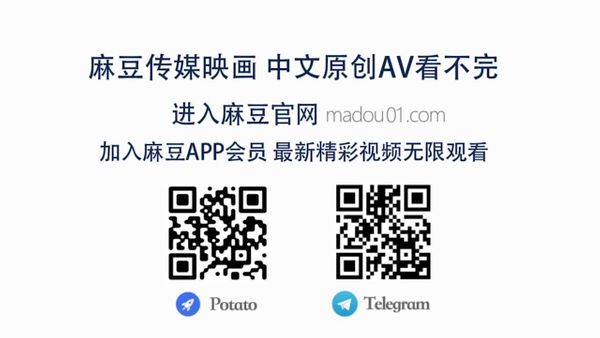 麻豆传媒映画 中文原创AV看不完
进入麻豆官网 madou01.com
加入麻豆APP会员 最新精彩视频无限观看
Potato
Telegram